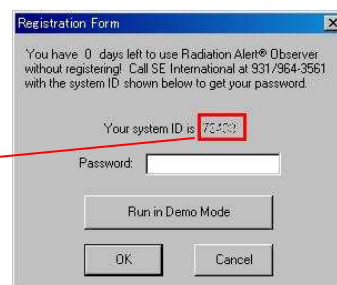 Registration Form
You have 0 days left to use Radiation Alert® Observer
without registering! Call SE International at 931/964-3561
with the system ID shown below to get your password.
Your system ID is
Password:
Run in Demo Mode
OK Cancel